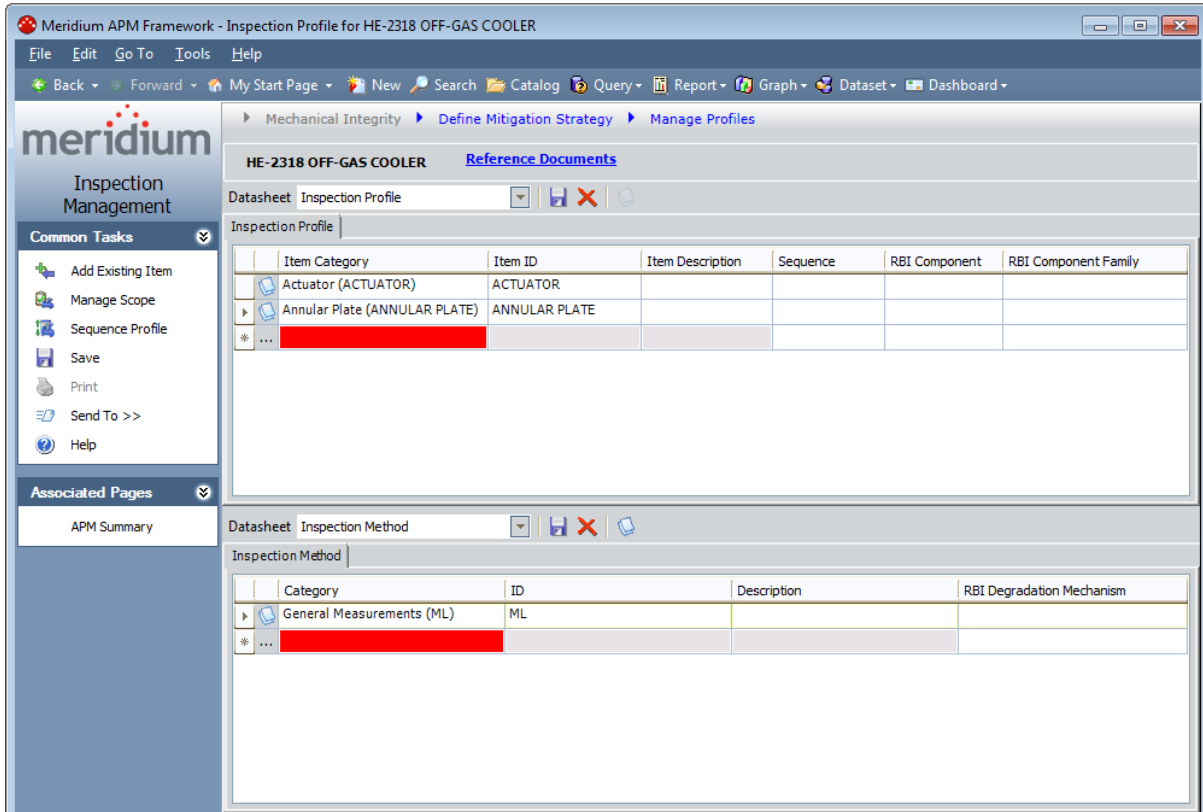 Meridium APM Framework - Inspection Profile for HE-2318 OFF-GAS COOLER
File Edit Go To Tools Help
Back Forward My Start Page New Search Catalog Query Report Graph Dataset Dashboard
meridium
Inspection
Management
Common Tasks
Add Existing Item
Manage Scope
Sequence Profile
Save
Print
Send To >>
Help
Associated Pages
APM Summary
Mechanical Integrity Define Mitigation Strategy Manage Profiles
HE-2318 OFF-GAS COOLER Reference Documents
Datasheet Inspection Profile
Inspection Profile
Item Category Item ID Item Description Sequence RBI Component RBI Component Family
Actuator (ACTUATOR) ACTUATOR
Annular Plate (ANNULAR PLATE) ANNULAR PLATE
* ...
Datasheet Inspection Method
Inspection Method
Category ID Description RBI Degradation Mechanism
General Measurements (ML) ML
* ...